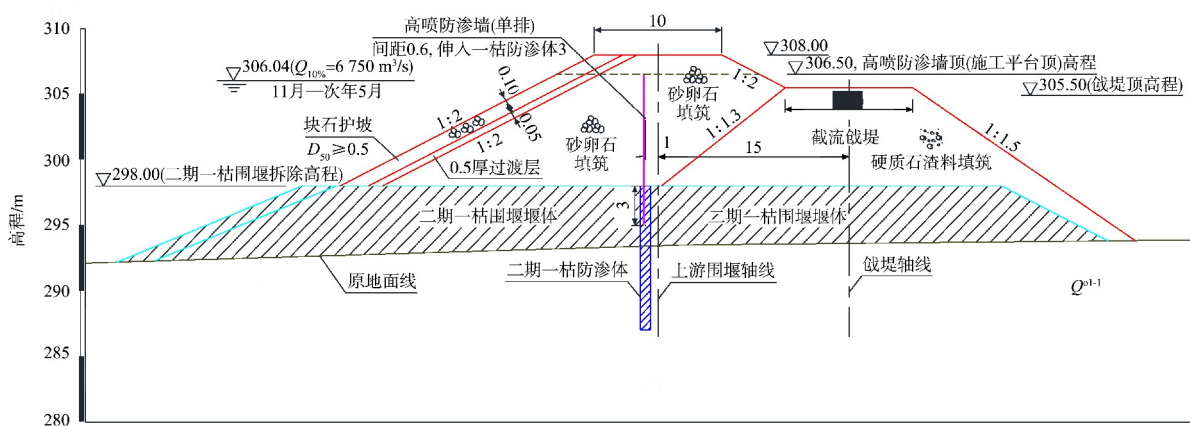 310
305
300
295
290
285
280
高程/m
高喷防渗墙(单排)
间距0.6, 伸入一枯防渗体3
10
308.00
306.50, 高喷防渗墙顶(施工平台顶)高程
305.50(戗堤顶高程)
306.04(Q10%=6 750 m³/s)
11月—次年5月
0.10
0.05
1:2
1:2
1:2
块石护坡
D50≥0.5
0.5厚过渡层
砂卵石
填筑
砂卵石
填筑
1:1.3
1
15
截流戗堤
硬质石渣料填筑
1:1.5
298.00(二期一枯围堰拆除高程)
二期一枯围堰堰体
3
二期一枯围堰堰体
原地面线
二期一枯防渗体
上游围堰轴线
戗堤轴线